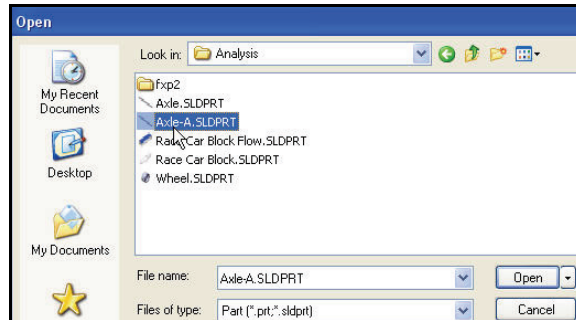 Open
Look in: Analysis
My Recent
Documents
Desktop
My Documents
fxp2
Axle.SLDPRT
Axle-A.SLDPRT
Race Car Block Flow.SLDPRT
Race Car Block.SLDPRT
Wheel.SLDPRT
File name: Axle-A.SLDPRT Open
Files of type: Part (*.prt;*.sldprt) Cancel